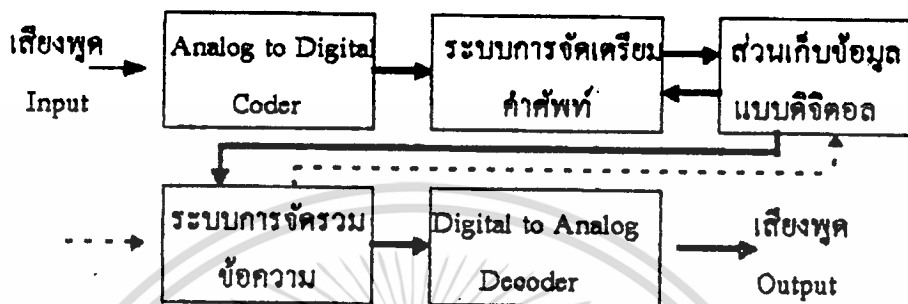 เสียงพูด
Input
Analog to Digital
Coder
ระบบการจัดเตรียม
คำศัพท์
ส่วนเก็บข้อมูล
แบบดิจิตอล
ระบบการจัดรวม
ข้อความ
Digital to Analog
Decoder
เสียงพูด
Output